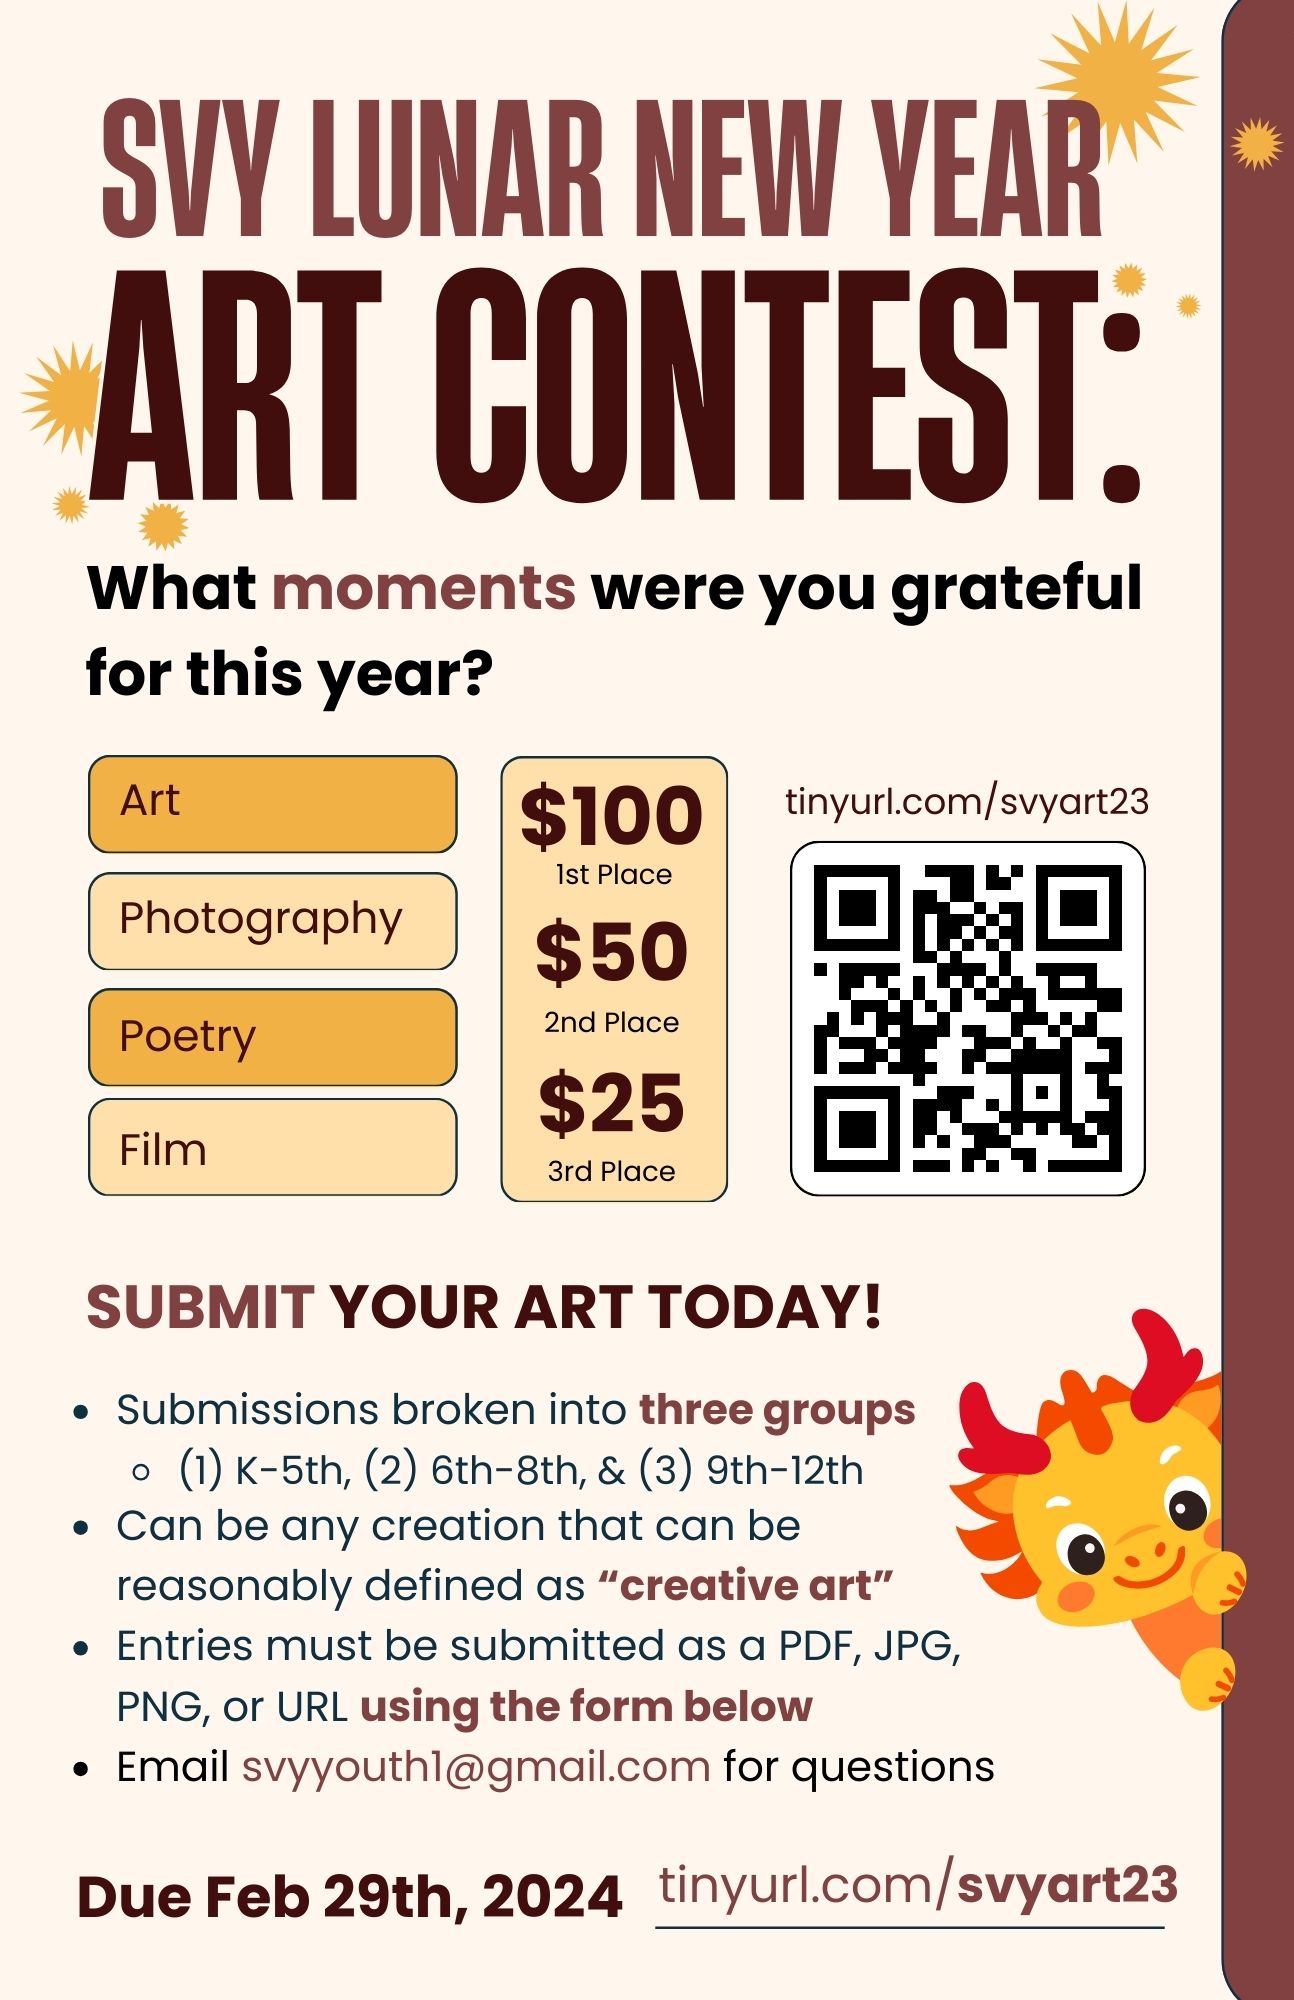 SVY LUNAR NEW YEAR
ART CONTEST:
What moments were you grateful
for this year?
Art
Photography
Poetry
Film
$100
1st Place
$50
2nd Place
$25
3rd Place
tinyurl.com/svyart23
SUBMIT YOUR ART TODAY!
• Submissions broken into three groups
○ (1) K-5th, (2) 6th-8th, & (3) 9th-12th
• Can be any creation that can be
reasonably defined as “creative art”
• Entries must be submitted as a PDF, JPG,
PNG, or URL using the form below
• Email svyyouth1@gmail.com for questions
Due Feb 29th, 2024
tinyurl.com/svyart23